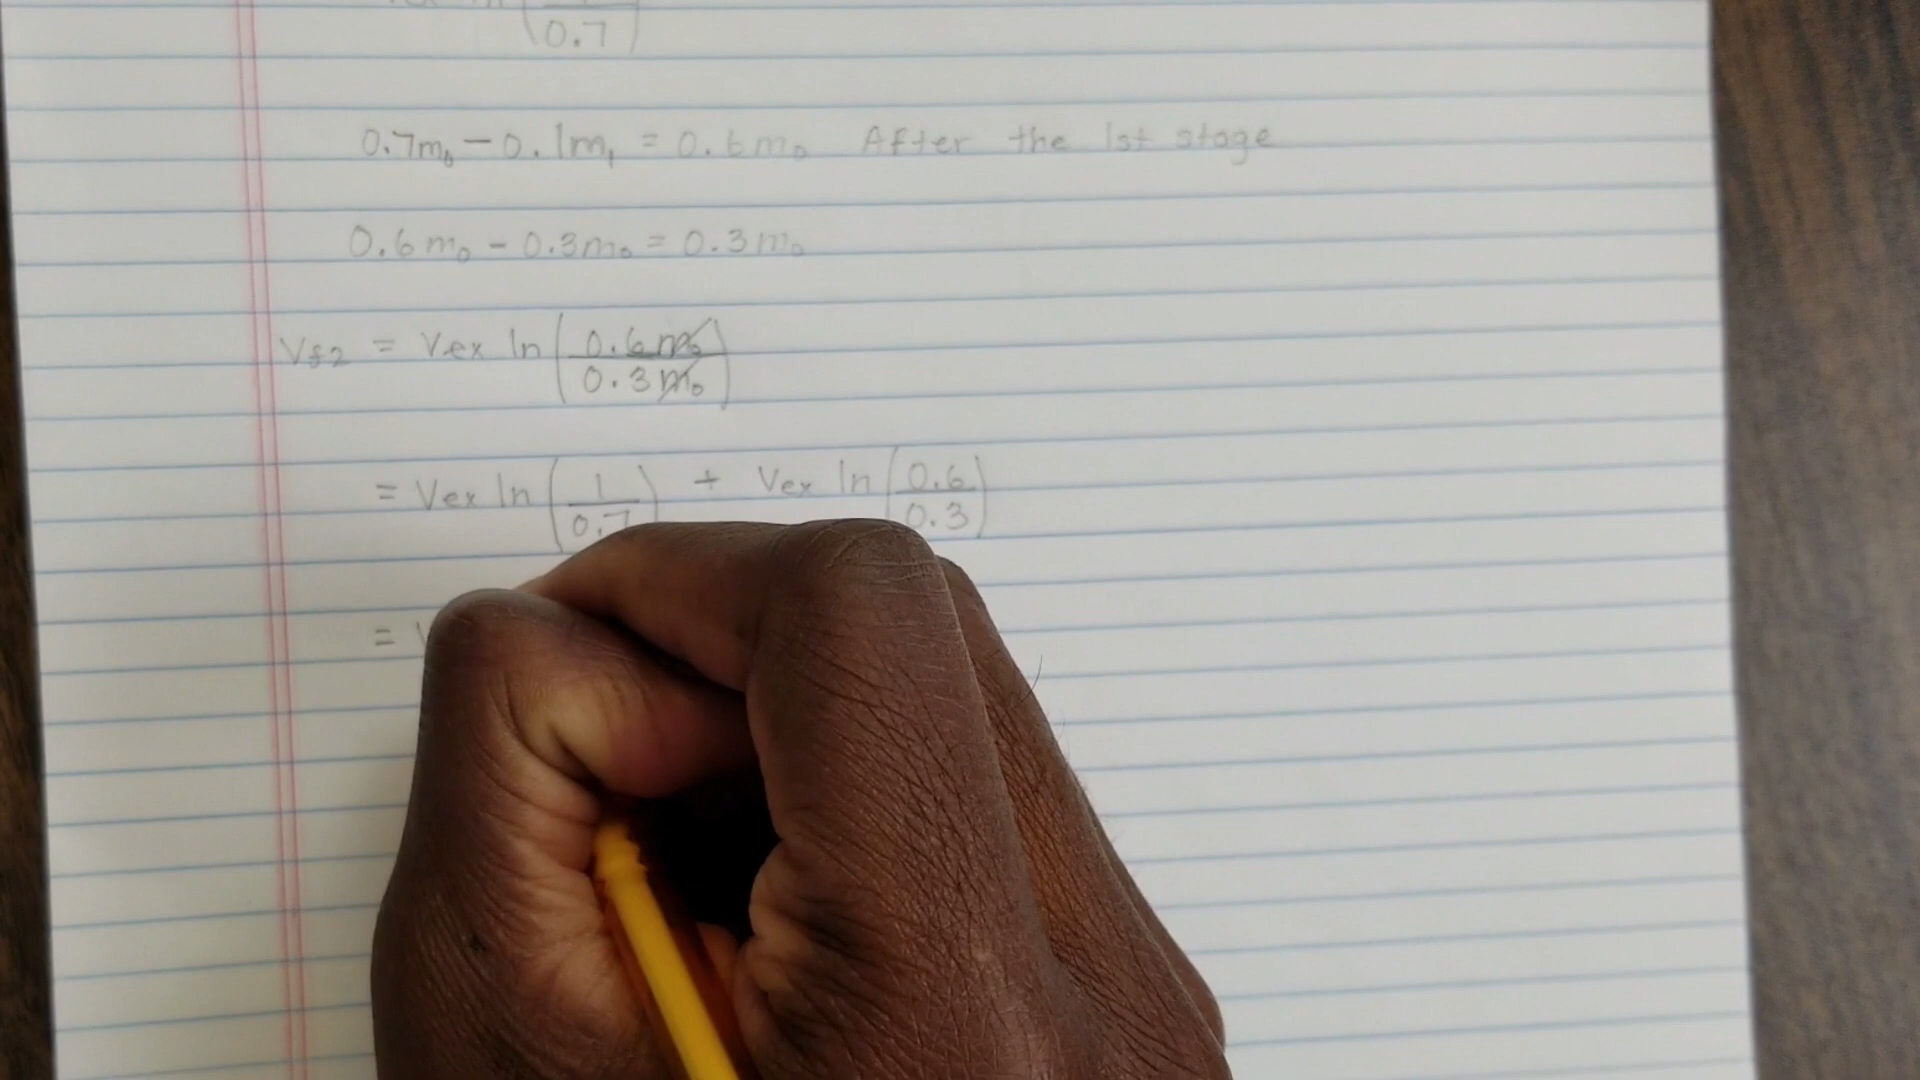 (0.7)
0.7m₀ - 0.1m₁ = 0.6m₀ After the 1st stage
0.6m₀ - 0.3m₀ = 0.3m₀
Vf2 = Vex ln(0.6m₀/0.3m₀)
= Vex ln(1/0.7) + Vex ln(0.6/0.3)
=